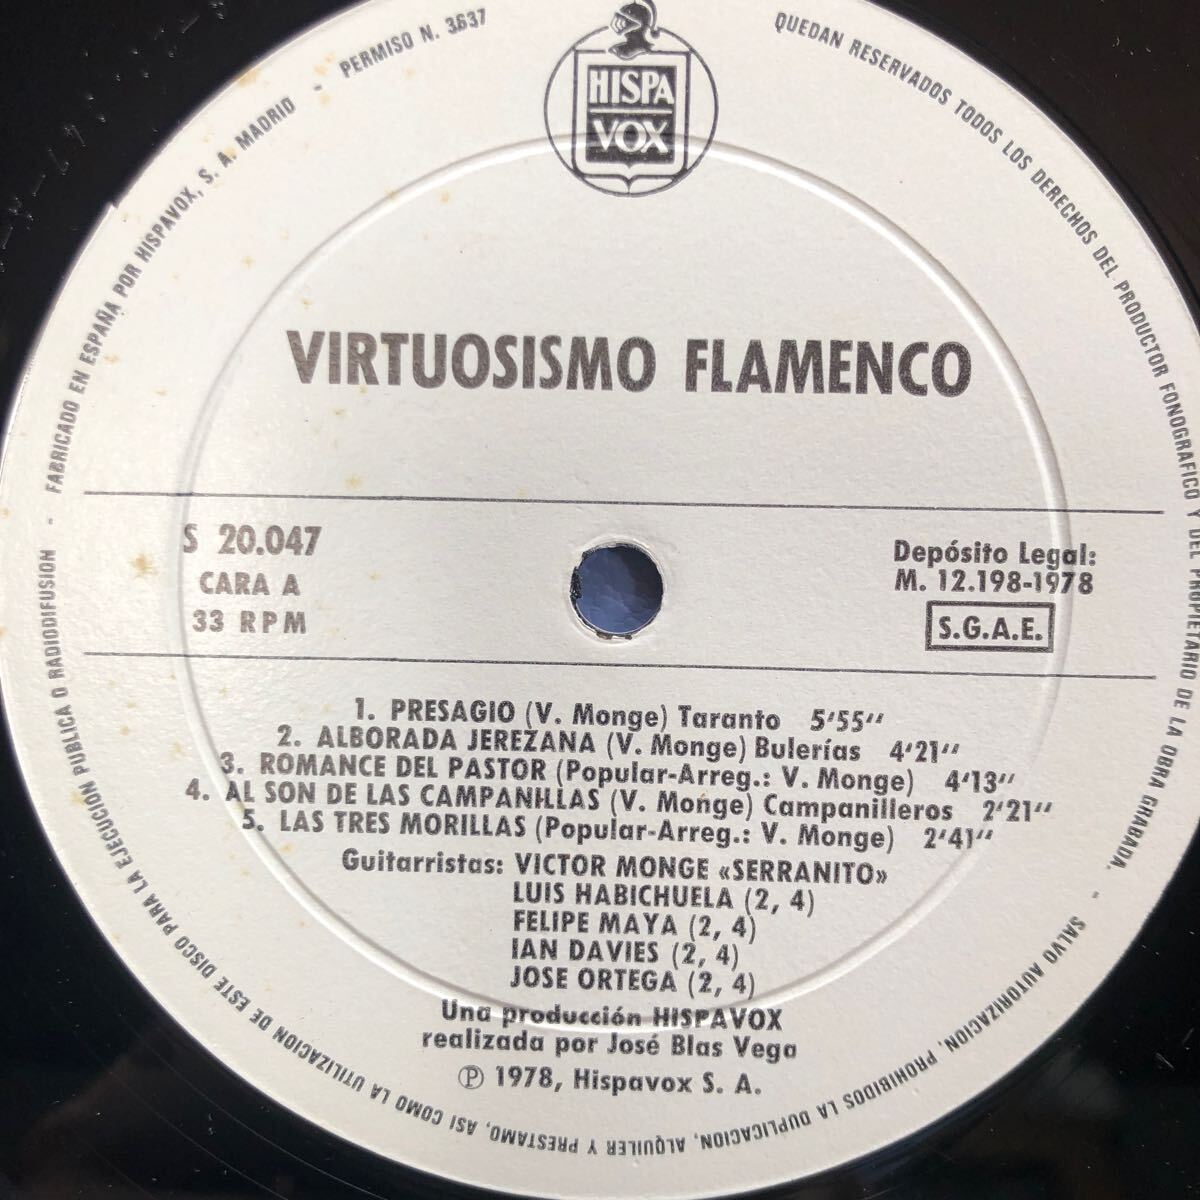 HISPA
VOX
VIRTUOSISMO FLAMENCO
S 20.047
CARA A
33 RPM
Depósito Legal:
M. 12.198-1978
S.G.A.E.
1. PRESAGIO (V. Monge) Taranto 5'55''
2. ALBORADA JEREZANA (V. Monge) Bulerías 4'21''
3. ROMANCE DEL PASTOR (Popular-Arreg.: V. Monge) 4'13''
4. AL SON DE LAS CAMPANILLAS (V. Monge) Campanilleros 2'21''
5. LAS TRES MORILLAS (Popular-Arreg.: V. Monge) 2'41''
Guitarristas: VICTOR MONGE «SERRANITO»
LUIS HABICHUELA (2, 4)
FELIPE MAYA (2, 4)
IAN DAVIES (2, 4)
JOSE ORTEGA (2, 4)
Una producción HISPAVOX
realizada por José Blas Vega
℗ 1978, Hispavox S. A.
FABRICADO EN ESPAÑA POR HISPAVOX, S. A. MADRID - PERMISO N. 3637
QUEDAN RESERVADOS TODOS LOS DERECHOS DEL PRODUCTOR FONOGRAFICO Y DEL PROPIETARIO DE LA OBRA GRABADA. - SALVO AUTORIZACION, PROHIBIDOS LA DUPLICACION, ALQUILER Y PRESTAMO, ASI COMO LA UTILIZACION DE ESTE DISCO PARA LA EJECUCION PUBLICA O RADIODIFUSION -